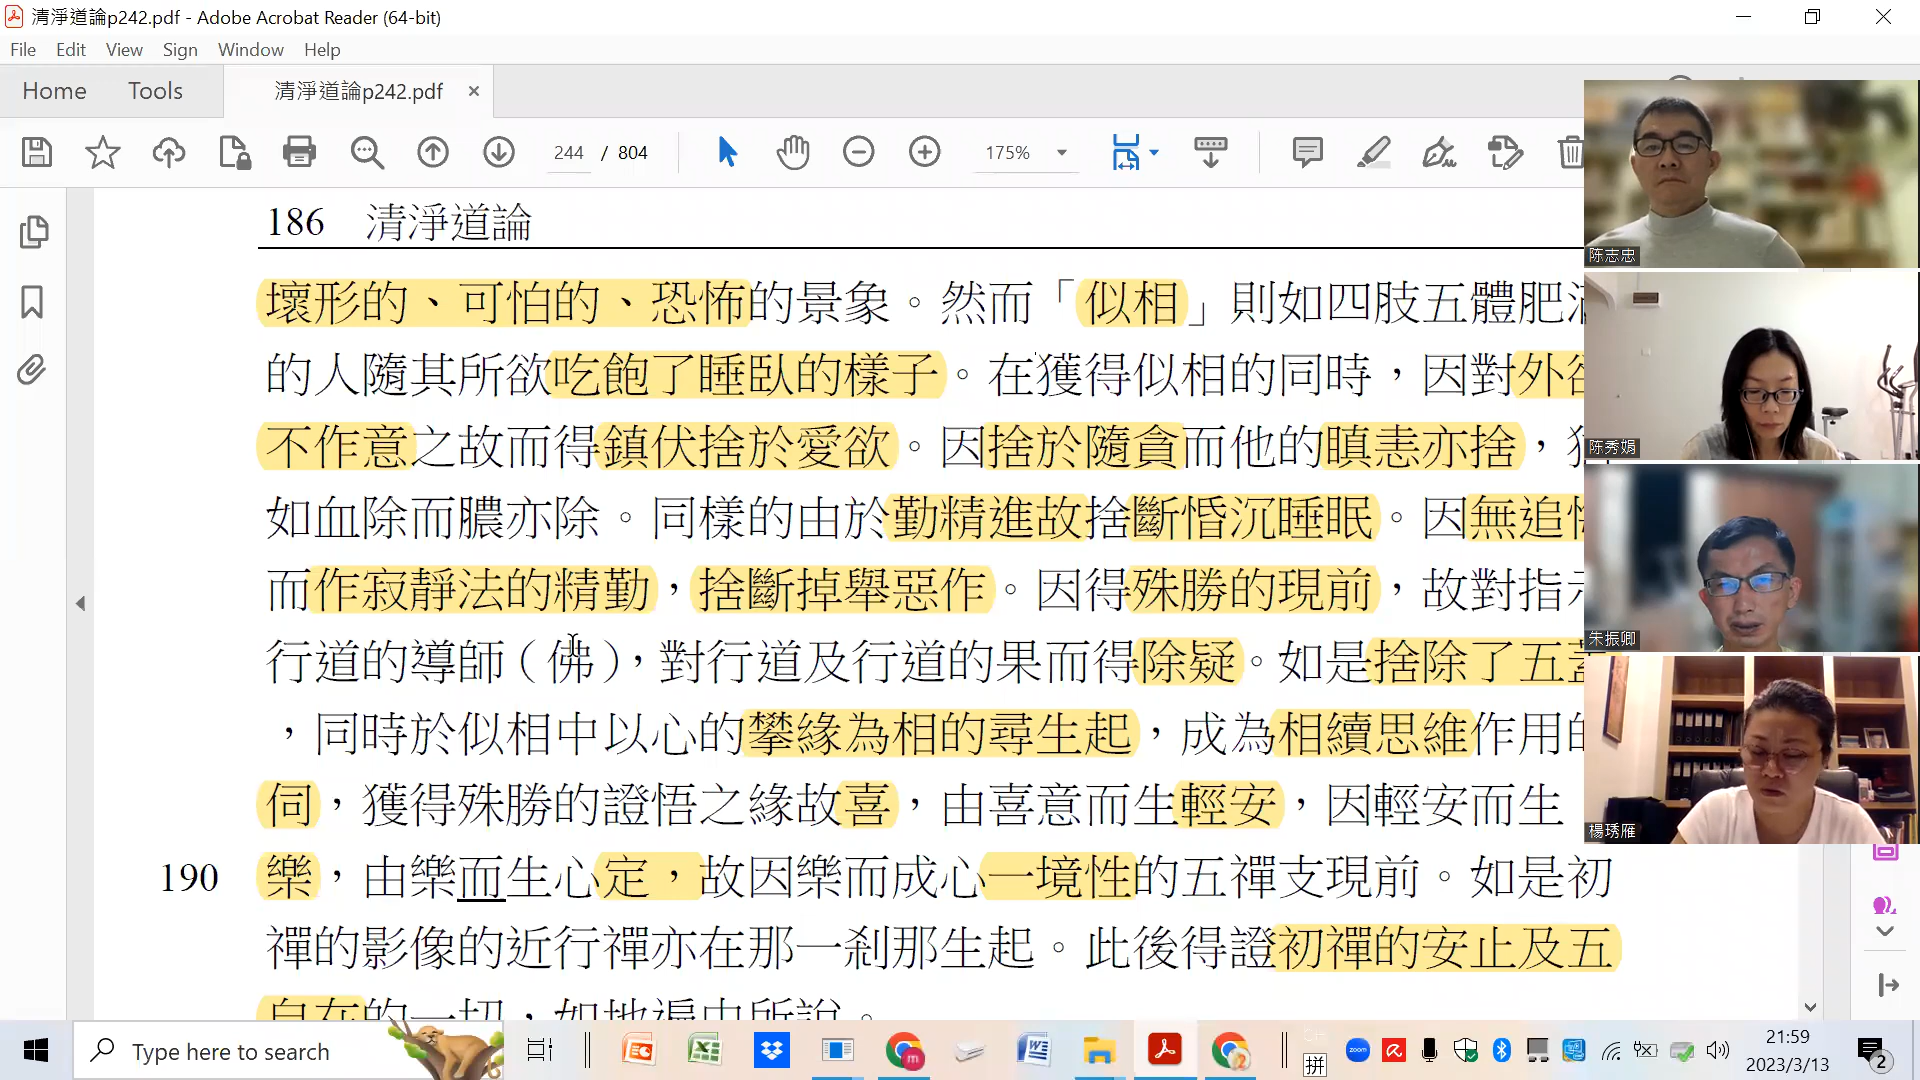 清淨道論p242.pdf - Adobe Acrobat Reader (64-bit)
File Edit View Sign Window Help
Home Tools 清淨道論p242.pdf ×
244 / 804 175%
186 清淨道論
壞形的、可怕的、恐怖的景象。然而「似相」則如四肢五體肥
的人隨其所欲吃飽了睡臥的樣子。在獲得似相的同時，因對外
不作意之故而得鎮伏捨於愛欲。因捨於隨貪而他的瞋恚亦捨，
如血除而膿亦除。同樣的由於勤精進故捨斷惛沉睡眠。因無追
而作寂靜法的精勤，捨斷掉舉惡作。因得殊勝的現前，故對指
行道的導師（佛），對行道及行道的果而得除疑。如是捨除了五
，同時於似相中以心的攀緣為相的尋生起，成為相續思維作用
伺，獲得殊勝的證悟之緣故喜，由喜意而生輕安，因輕安而生
190 樂，由樂而生心定，故因樂而成心一境性的五禪支現前。如是初
禪的影像的近行禪亦在那一剎那生起。此後得證初禪的安止及五
自在的一切，如地遍中所說。
陈志忠
陈秀娟
朱振卿
楊琇雁
Type here to search
zoom
拼
21:59
2023/3/13
2